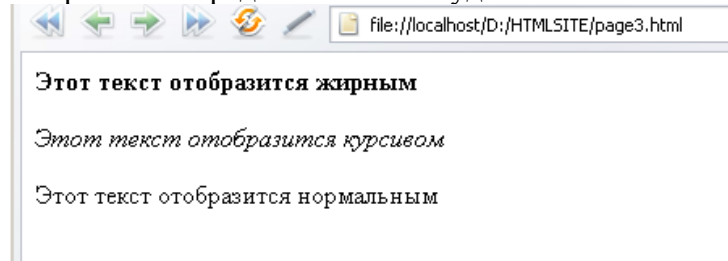 file://localhost/D:/HTMLSITE/page3.html
Этот текст отобразится жирным
Этот текст отобразится курсивом
Этот текст отобразится нормальным